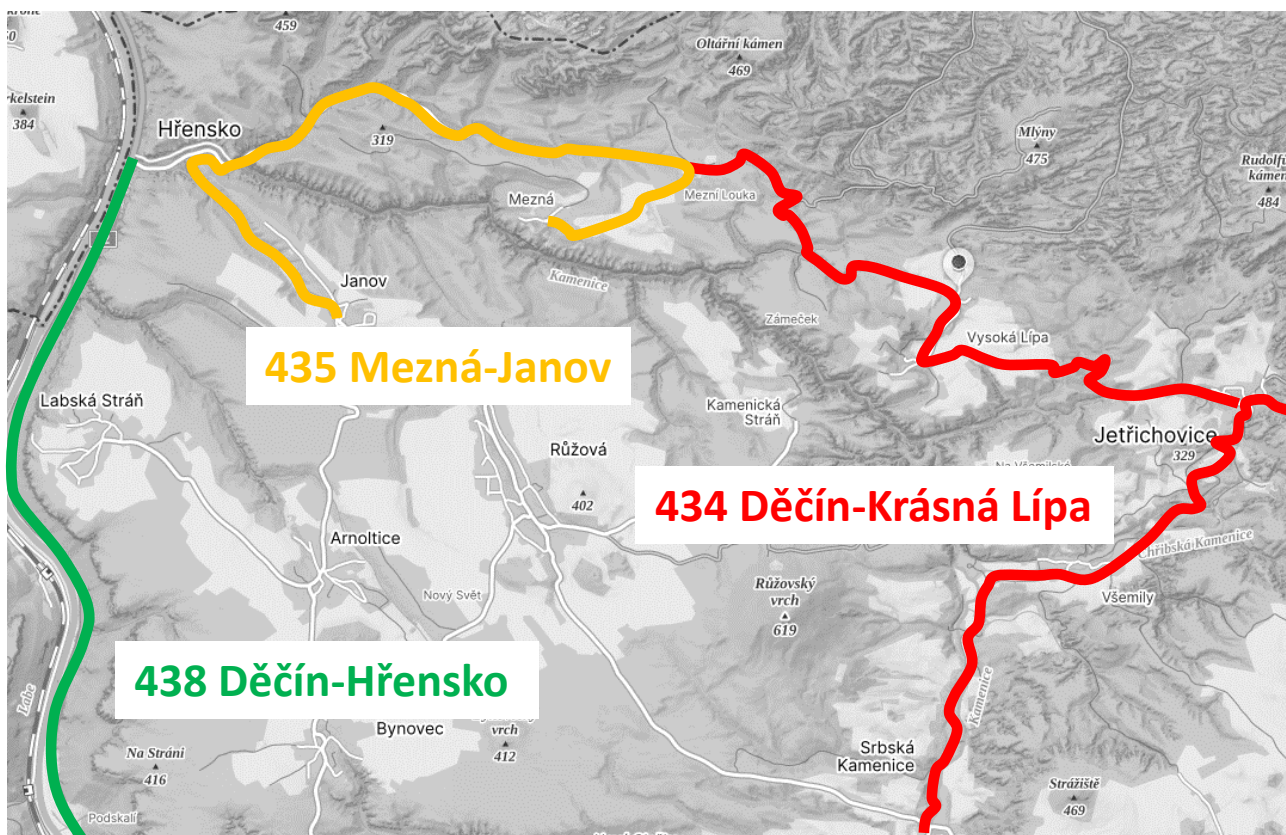 459
Oltářní kámen
469
384
Hřensko
319
Mlýny
475
484
Mezná
Mezní Louka
Kamenice
Janov
Zámeček
Vysoká Lípa
435 Mezná-Janov
Labská Stráň
Kamenická
Stráň
Jetřichovice
329
Růžová
402
434 Děčín-Krásná Lípa
Arnoltice
Chřibská Kamenice
Nový Svět
Růžovský
vrch
619
Všemily
438 Děčín-Hřensko
Labe
Kamenice
Bynovec
vrch
412
Na Stráni
416
Srbská
Kamenice
Strážiště
469
Podskalí